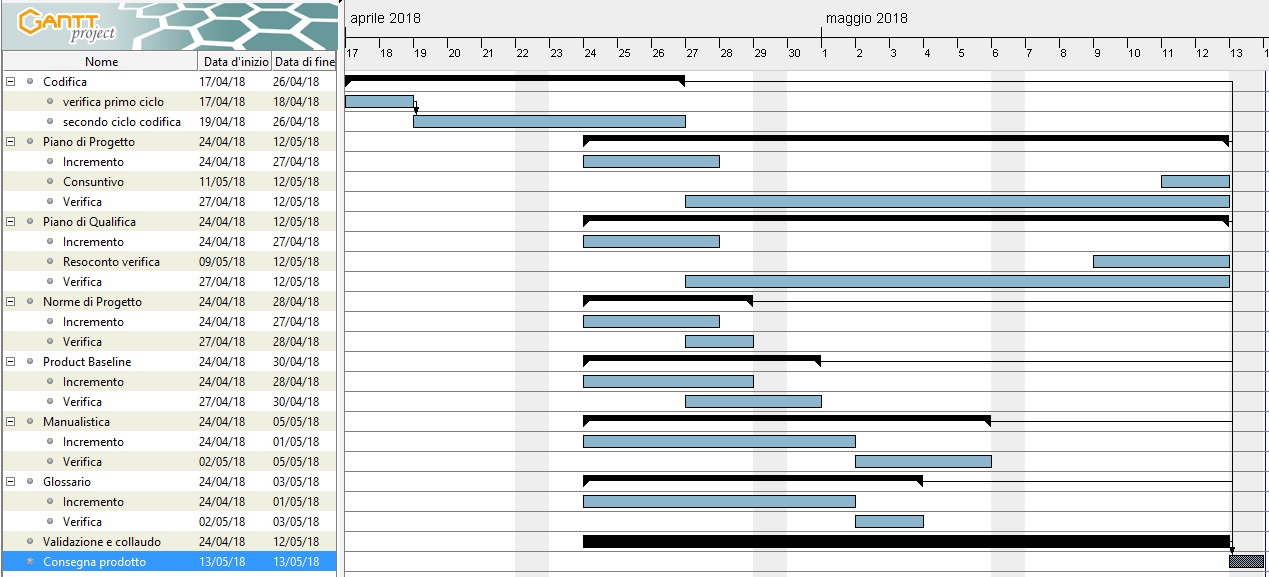 GANTT project
aprile 2018 maggio 2018
17 18 19 20 21 22 23 24 25 26 27 28 29 30 1 2 3 4 5 6 7 8 9 10 11 12 13 1
Nome Data d'inizio Data di fine
Codifica 17/04/18 26/04/18
verifica primo ciclo 17/04/18 18/04/18
secondo ciclo codifica 19/04/18 26/04/18
Piano di Progetto 24/04/18 12/05/18
Incremento 24/04/18 27/04/18
Consuntivo 11/05/18 12/05/18
Verifica 27/04/18 12/05/18
Piano di Qualifica 24/04/18 12/05/18
Incremento 24/04/18 27/04/18
Resoconto verifica 09/05/18 12/05/18
Verifica 27/04/18 12/05/18
Norme di Progetto 24/04/18 28/04/18
Incremento 24/04/18 27/04/18
Verifica 27/04/18 28/04/18
Product Baseline 24/04/18 30/04/18
Incremento 24/04/18 28/04/18
Verifica 27/04/18 30/04/18
Manualistica 24/04/18 05/05/18
Incremento 24/04/18 01/05/18
Verifica 02/05/18 05/05/18
Glossario 24/04/18 03/05/18
Incremento 24/04/18 01/05/18
Verifica 02/05/18 03/05/18
Validazione e collaudo 24/04/18 12/05/18
Consegna prodotto 13/05/18 13/05/18